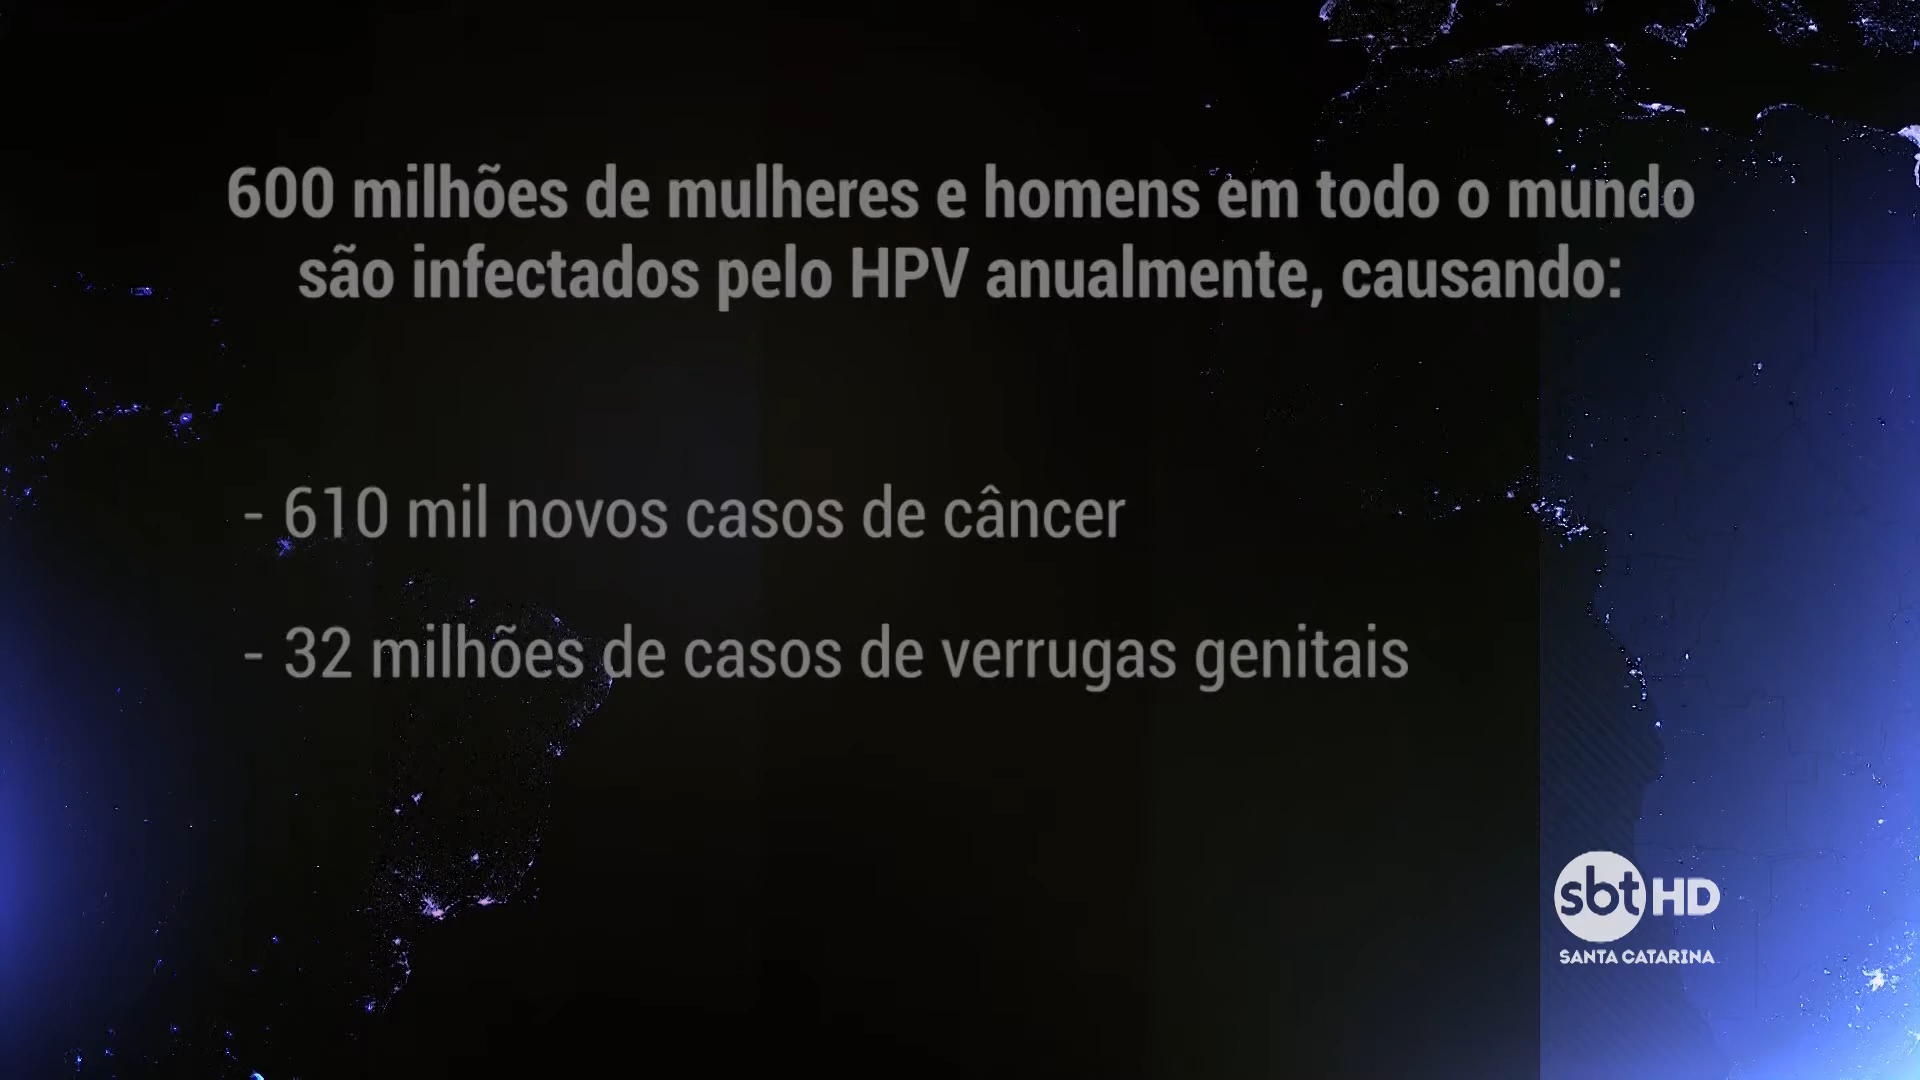 600 milhões de mulheres e homens em todo o mundo
são infectados pelo HPV anualmente, causando:
- 610 mil novos casos de câncer
- 32 milhões de casos de verrugas genitais
sbt HD
SANTA CATARINA